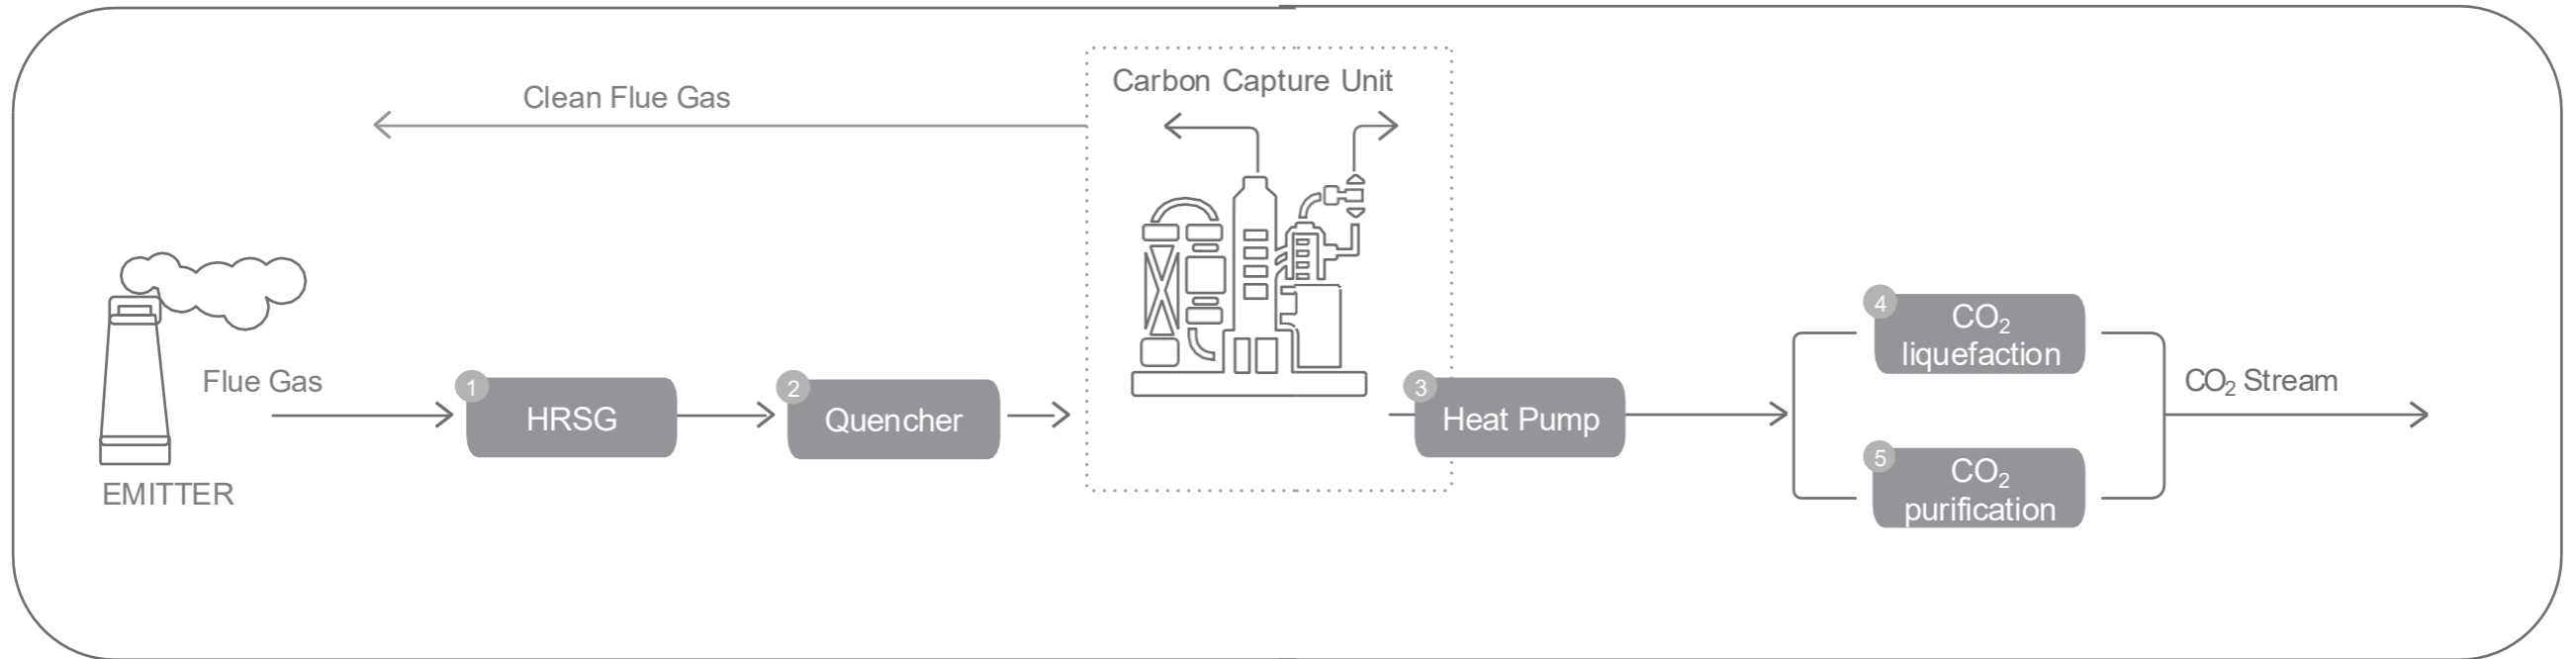 Carbon Capture Unit
Clean Flue Gas
Flue Gas
EMITTER
1
HRSG
2
Quencher
3
Heat Pump
4
CO₂
liquefaction
5
CO₂
purification
CO₂ Stream